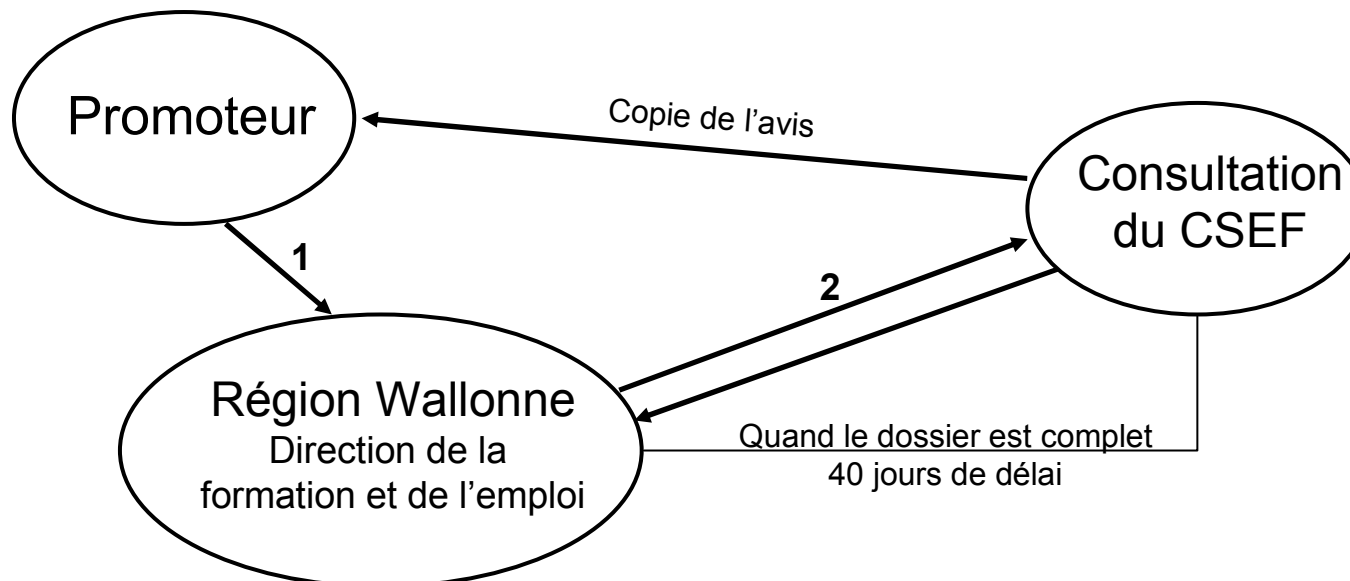 Promoteur
Copie de l’avis
Consultation
du CSEF
1
2
Région Wallonne
Direction de la
formation et de l’emploi
Quand le dossier est complet
40 jours de délai